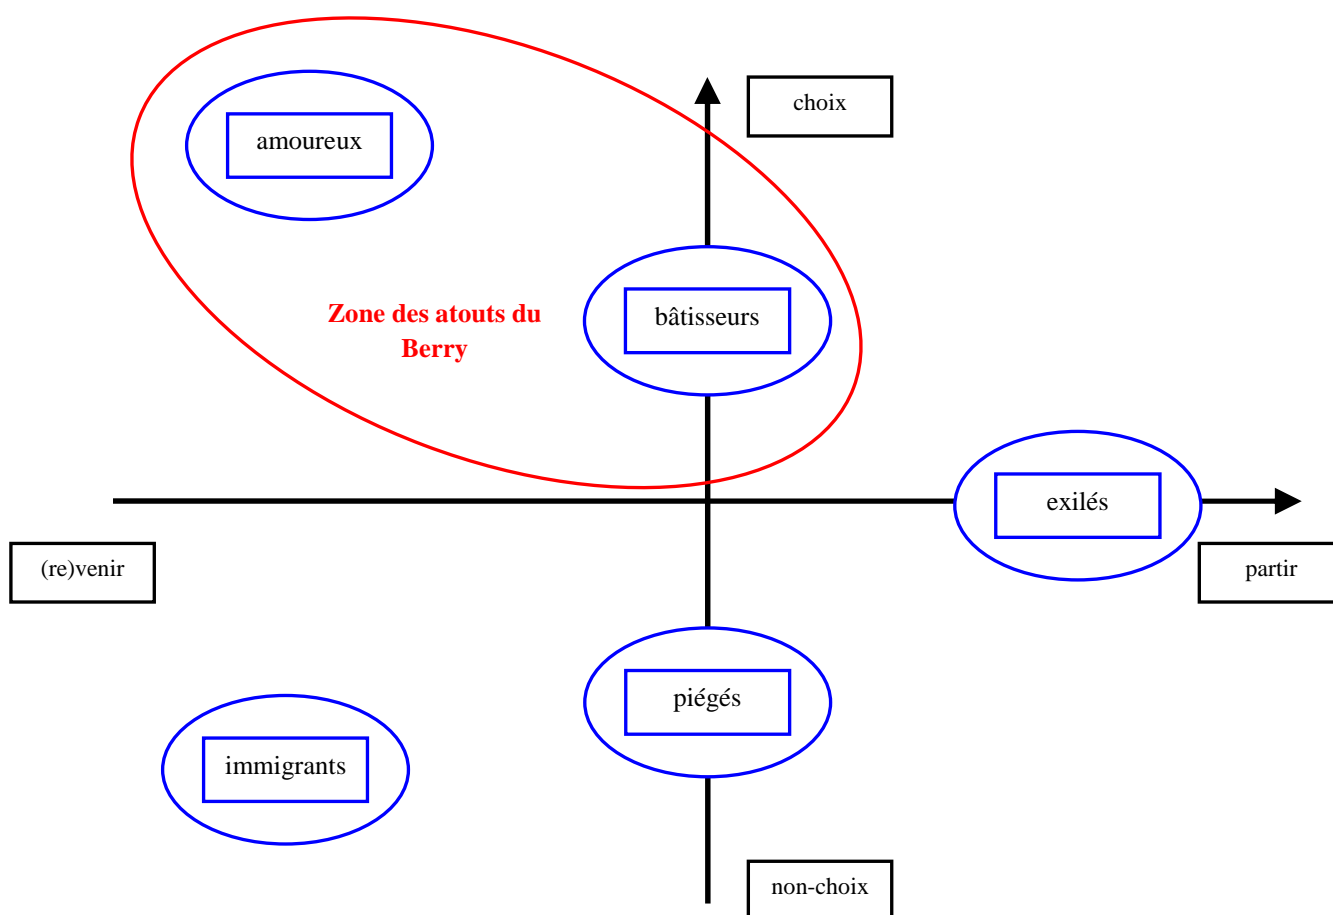 choix
amoureux
Zone des atouts du
Berry
bâtisseurs
exilés
(re)venir
partir
piégés
immigrants
non-choix